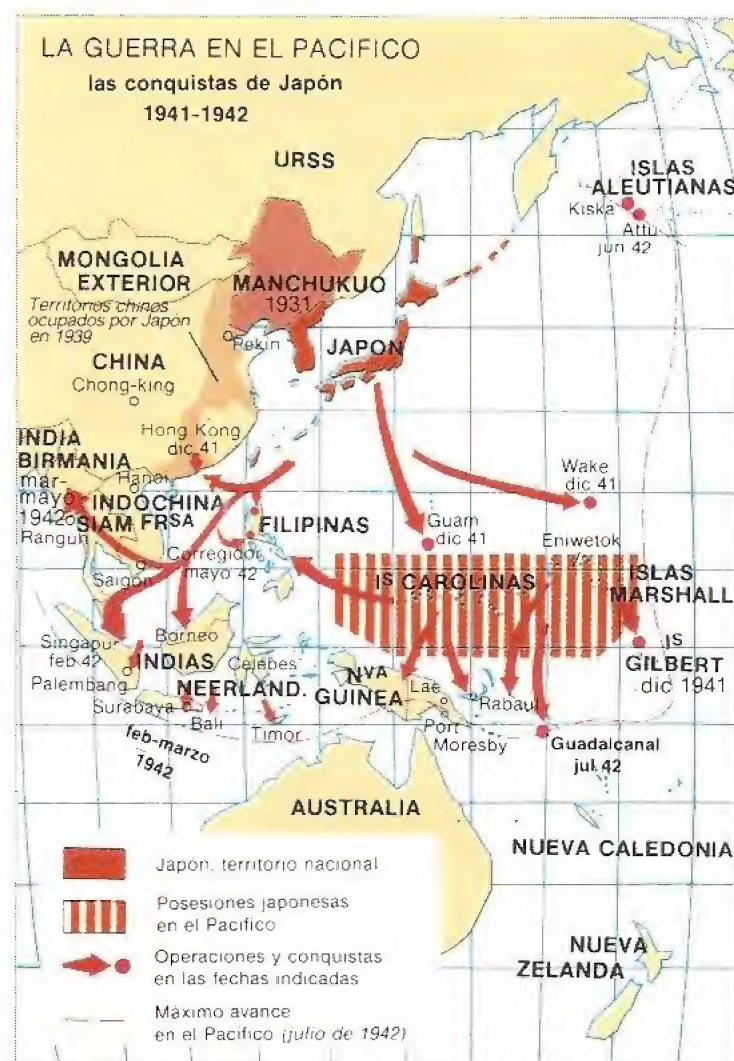 LA GUERRA EN EL PACIFICO
las conquistas de Japón
1941-1942
URSS
ISLAS
ALEUTIANAS
Kiska
Attu
jun 42
MONGOLIA
EXTERIOR
MANCHUKUO
1931
Territorios chinos
ocupados por Japón
en 1939
Pekin
JAPON
CHINA
Chong-king
Hong Kong
dic 41
INDIA
BIRMANIA
mar-
mayo
1942
Rangun
Hanoi
INDOCHINA
SIAM FRSA
FILIPINAS
Wake
dic 41
Guam
dic 41
Eniwetok
Corregidor
mayo 42
Saigón
IS CAROLINAS
ISLAS
MARSHALL
Singapur
feb 42
Borneo
INDIAS
Celebes
Palembang
NEERLAND.
Surabaya
Bali
Timor
feb-marzo
1942
NVA
GUINEA
Lae
Rabaul
Port
Moresby
IS
GILBERT
dic 1941
Guadalcanal
jul 42
AUSTRALIA
NUEVA CALEDONIA
NUEVA
ZELANDA
Japón, territorio nacional
Posesiones japonesas
en el Pacífico
Operaciones y conquistas
en las fechas indicadas
Máximo avance
en el Pacífico (julio de 1942)